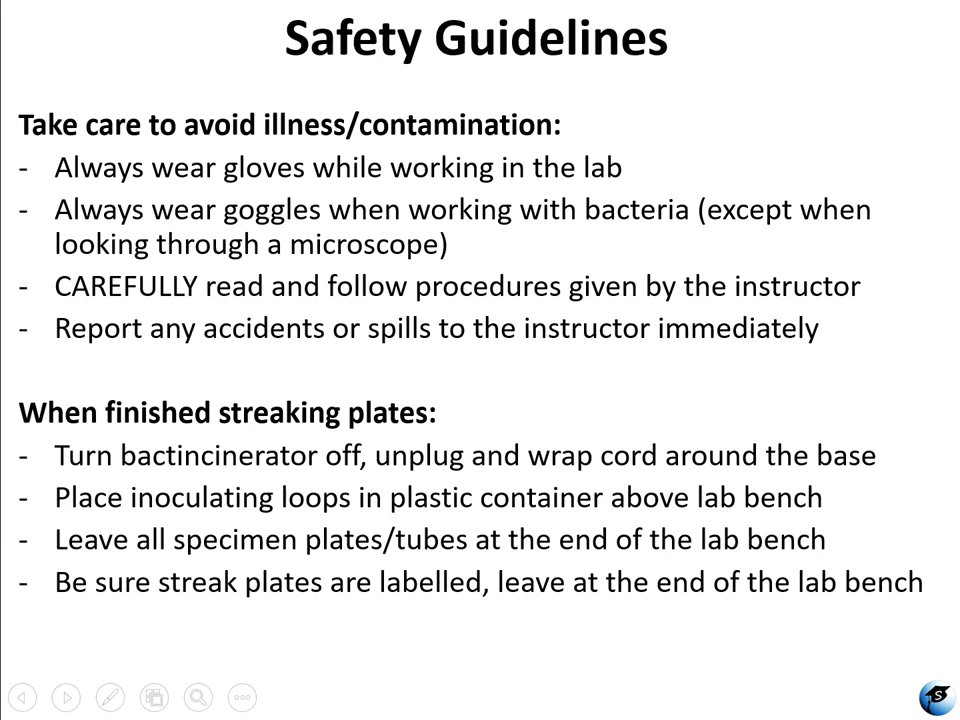 Safety Guidelines
Take care to avoid illness/contamination:
- Always wear gloves while working in the lab
- Always wear goggles when working with bacteria (except when
looking through a microscope)
- CAREFULLY read and follow procedures given by the instructor
- Report any accidents or spills to the instructor immediately
When finished streaking plates:
- Turn bactincinerator off, unplug and wrap cord around the base
- Place inoculating loops in plastic container above lab bench
- Leave all specimen plates/tubes at the end of the lab bench
- Be sure streak plates are labelled, leave at the end of the lab bench
S